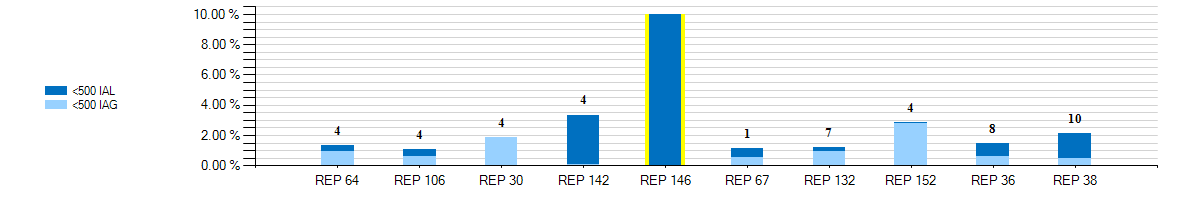 10.00 %
8.00 %
6.00 %
4.00 %
2.00 %
0.00 %
<500 IAL
<500 IAG
4 4 4 4 1 7 4 8 10
REP 64 REP 106 REP 30 REP 142 REP 146 REP 67 REP 132 REP 152 REP 36 REP 38